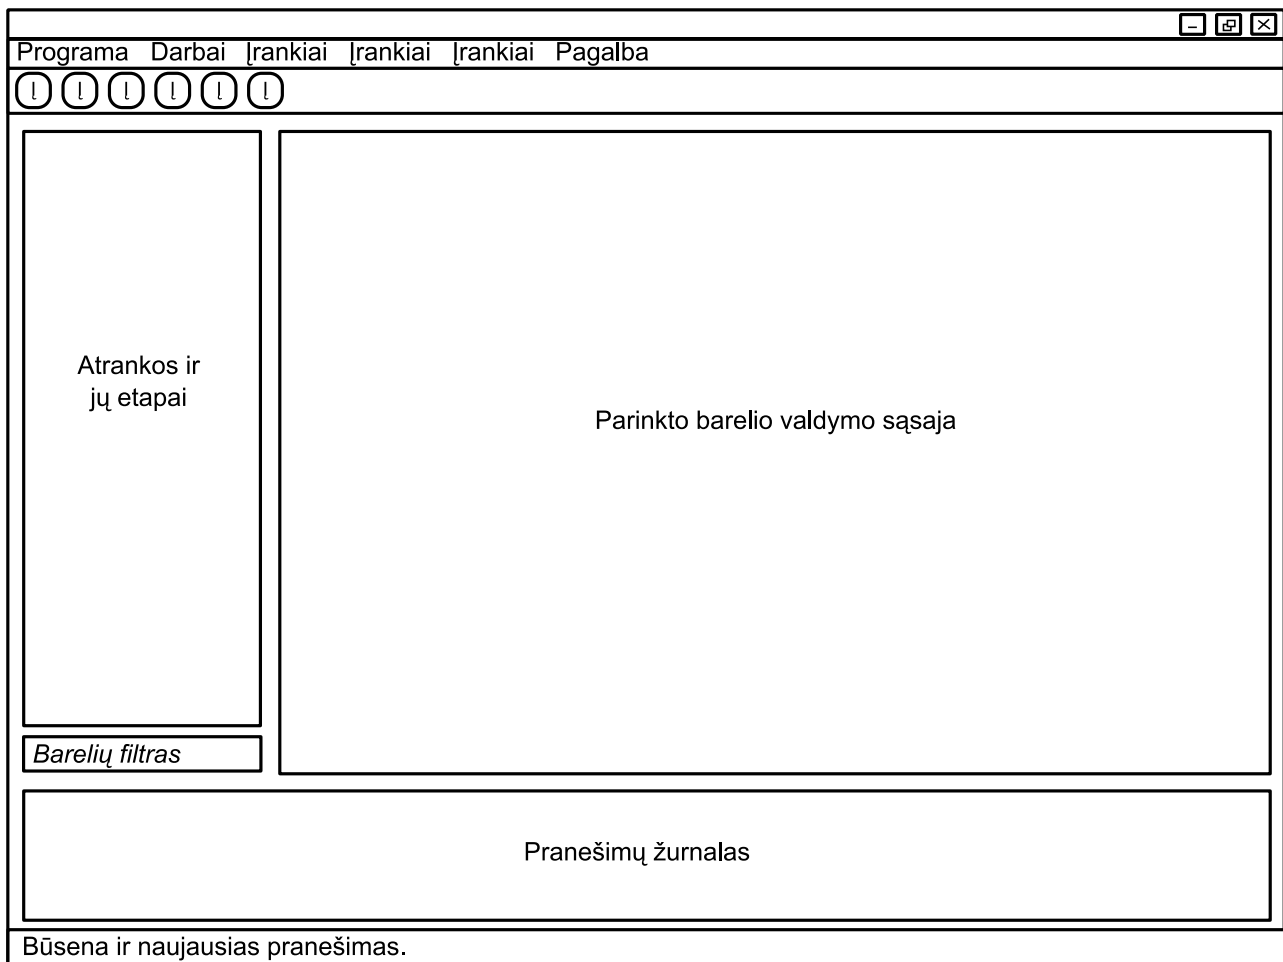 Programa Darbai Įrankiai Įrankiai Įrankiai Pagalba
Į Į Į Į Į Į
Atrankos ir
jų etapai
Parinkto barelio valdymo sąsaja
Barelių filtras
Pranešimų žurnalas
Būsena ir naujausias pranešimas.